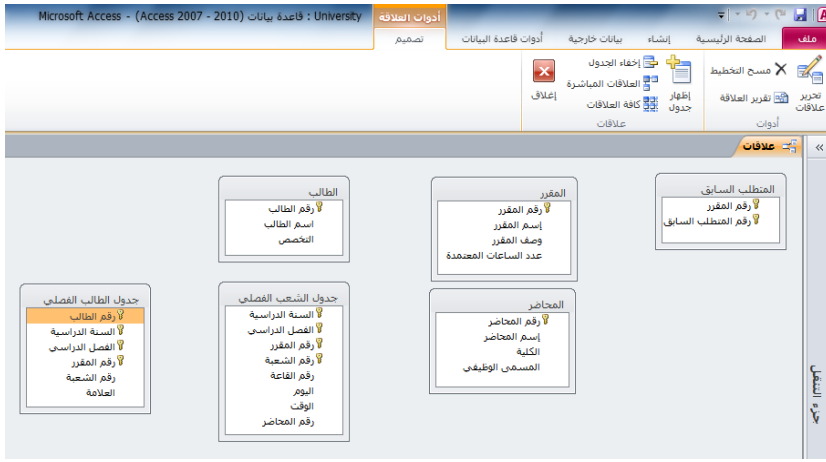 University : قاعدة بيانات (Access 2007 - 2010) - Microsoft Access
أدوات العلاقة
ملف
الصفحة الرئيسية
إنشاء
بيانات خارجية
أدوات قاعدة البيانات
تصميم
تحرير علاقات
مسح التخطيط
تقرير العلاقة
أدوات
إظهار جدول
إخفاء الجدول
العلاقات المباشرة
كافة العلاقات
علاقات
إغلاق
علاقات
»
جزء التنقل
المتطلب السابق
رقم المقرر
رقم المتطلب السابق
المقرر
رقم المقرر
إسم المقرر
وصف المقرر
عدد الساعات المعتمدة
الطالب
رقم الطالب
اسم الطالب
التخصص
المحاضر
رقم المحاضر
إسم المحاضر
الكلية
المسمى الوظيفي
جدول الشعب الفصلي
السنة الدراسية
الفصل الدراسي
رقم المقرر
رقم الشعبة
رقم القاعة
اليوم
الوقت
رقم المحاضر
جدول الطالب الفصلي
رقم الطالب
السنة الدراسية
الفصل الدراسي
رقم المقرر
رقم الشعبة
العلامة